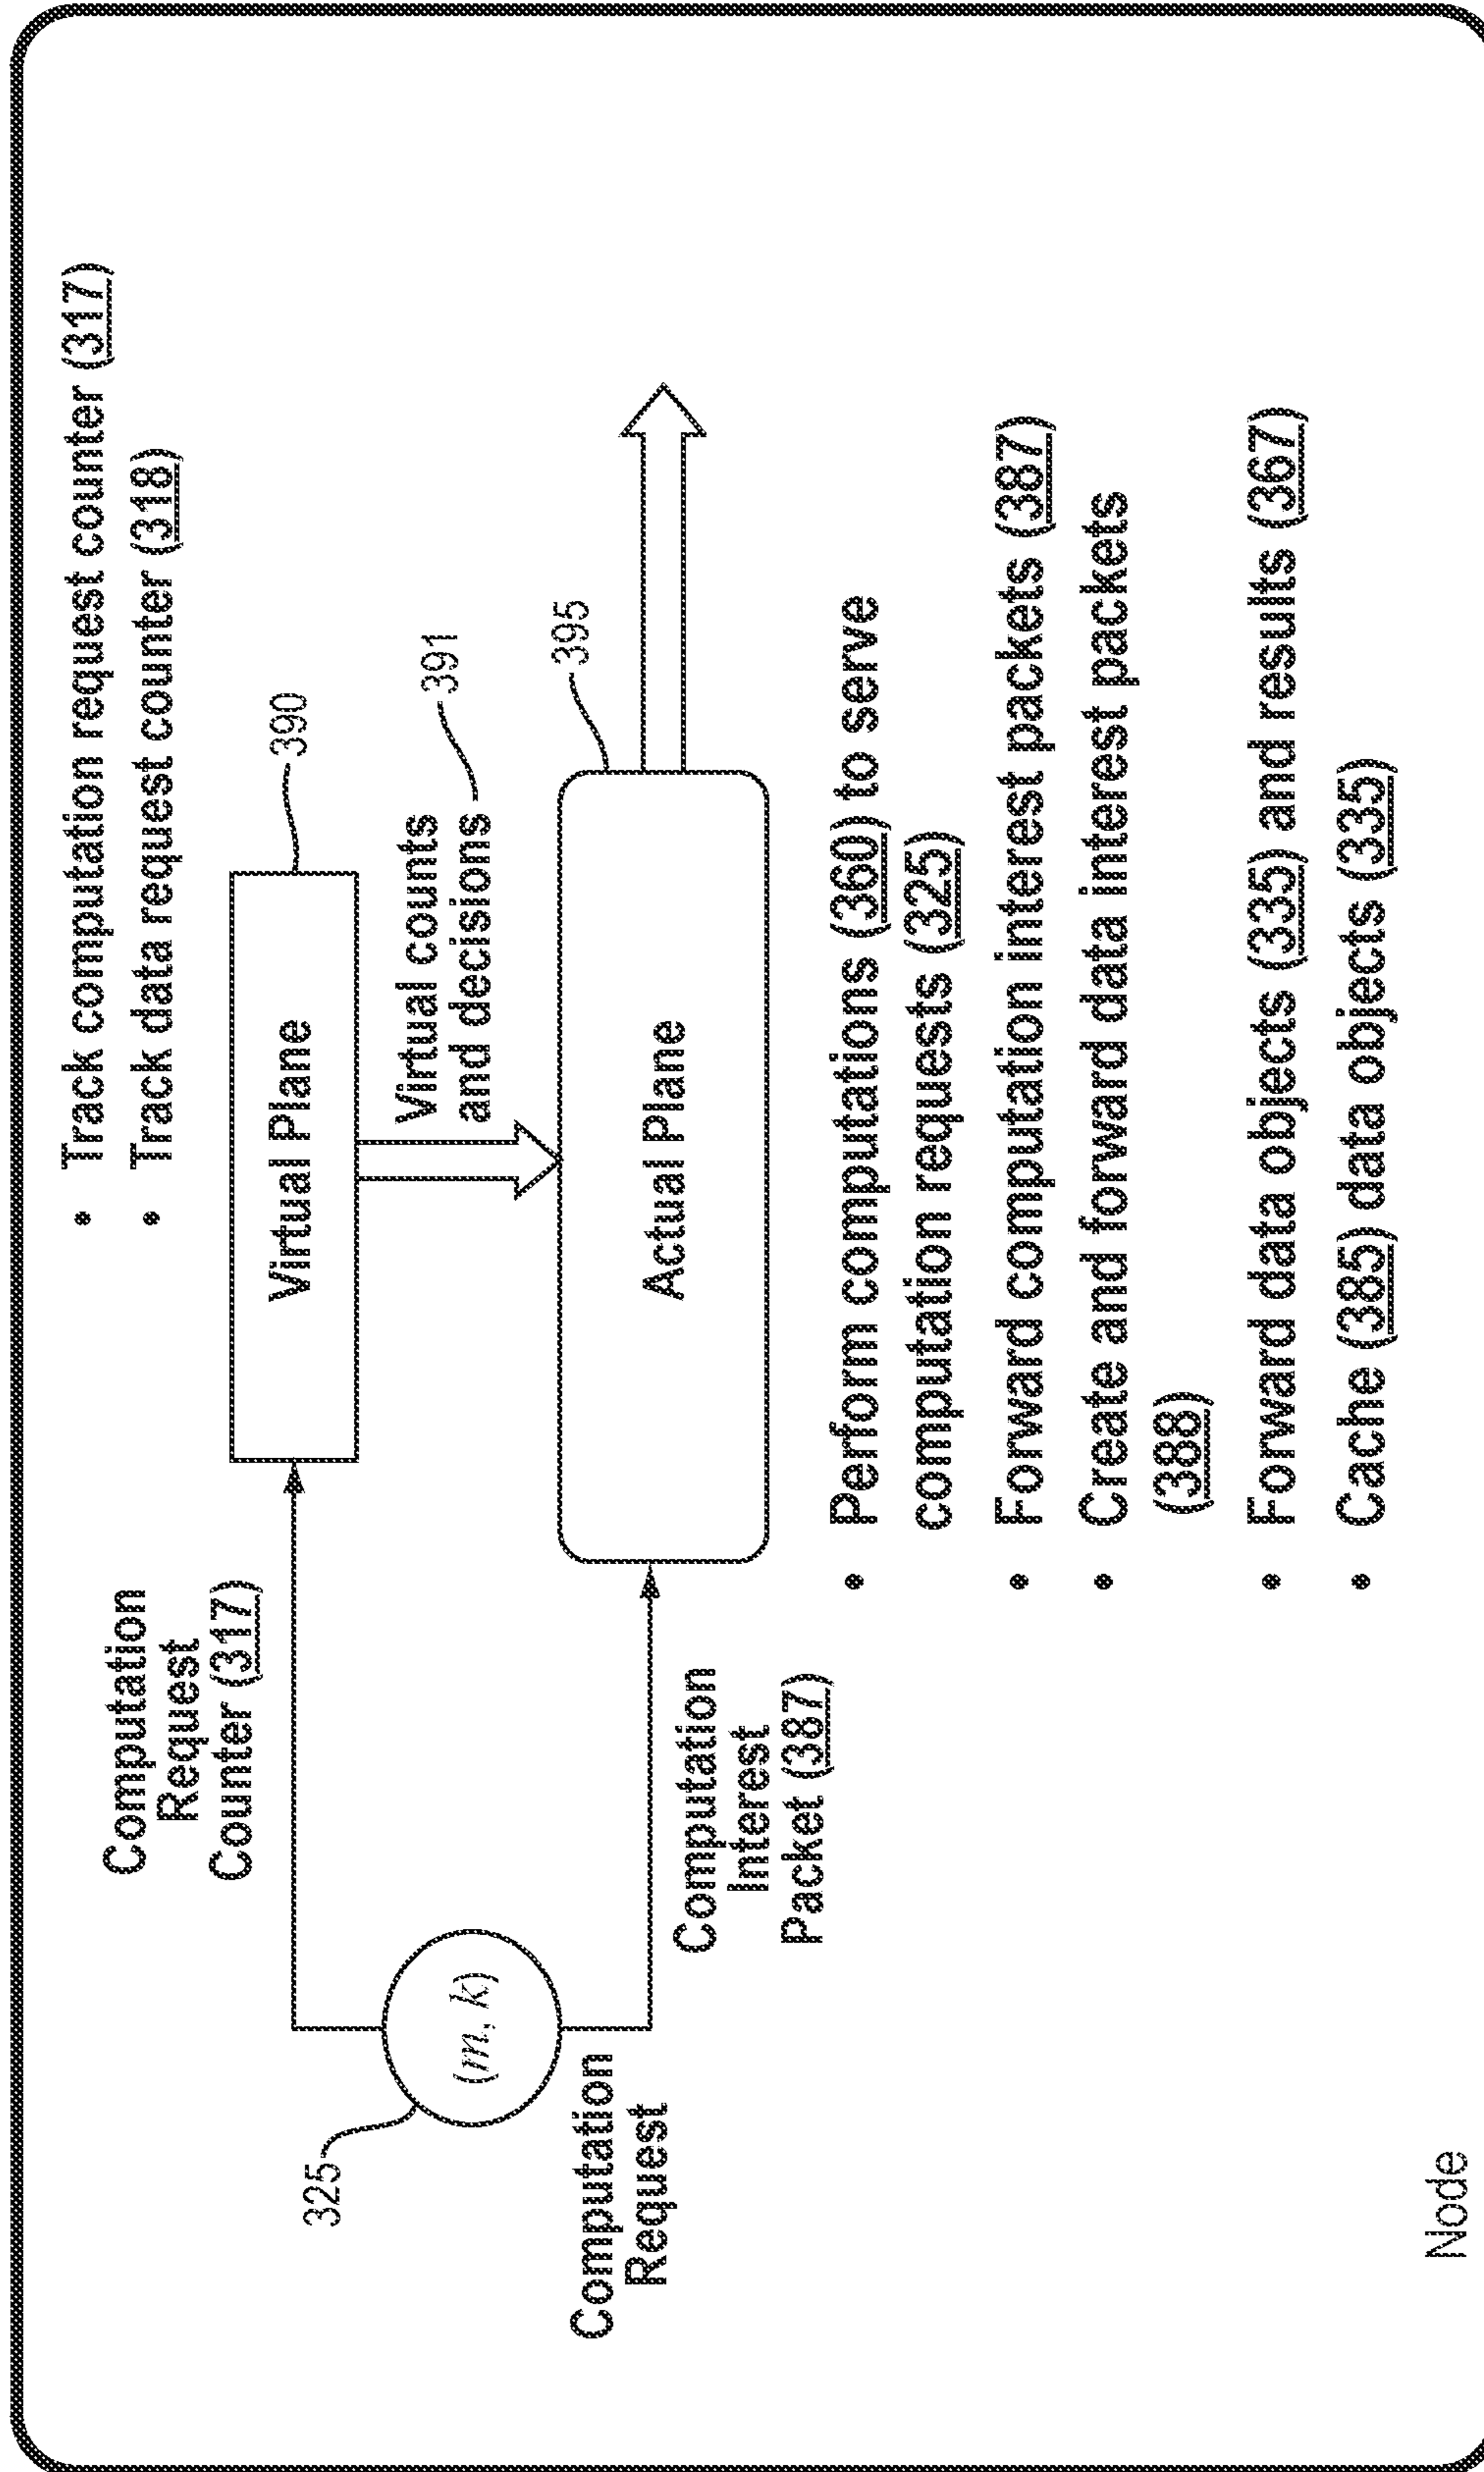 • Track computation request counter (317)
• Track data request counter (318)
Computation
Request
Counter (317)
390
Virtual Plane
325
(m, k)
Virtual counts
and decisions
391
Computation
Request
395
Actual Plane
Computation
Interest
Packet (387)
• Perform computations (360) to serve
computation requests (325)
• Forward computation interest packets (387)
• Create and forward data interest packets
(388)
• Forward data objects (335) and results (367)
• Cache (385) data objects (335)
Node